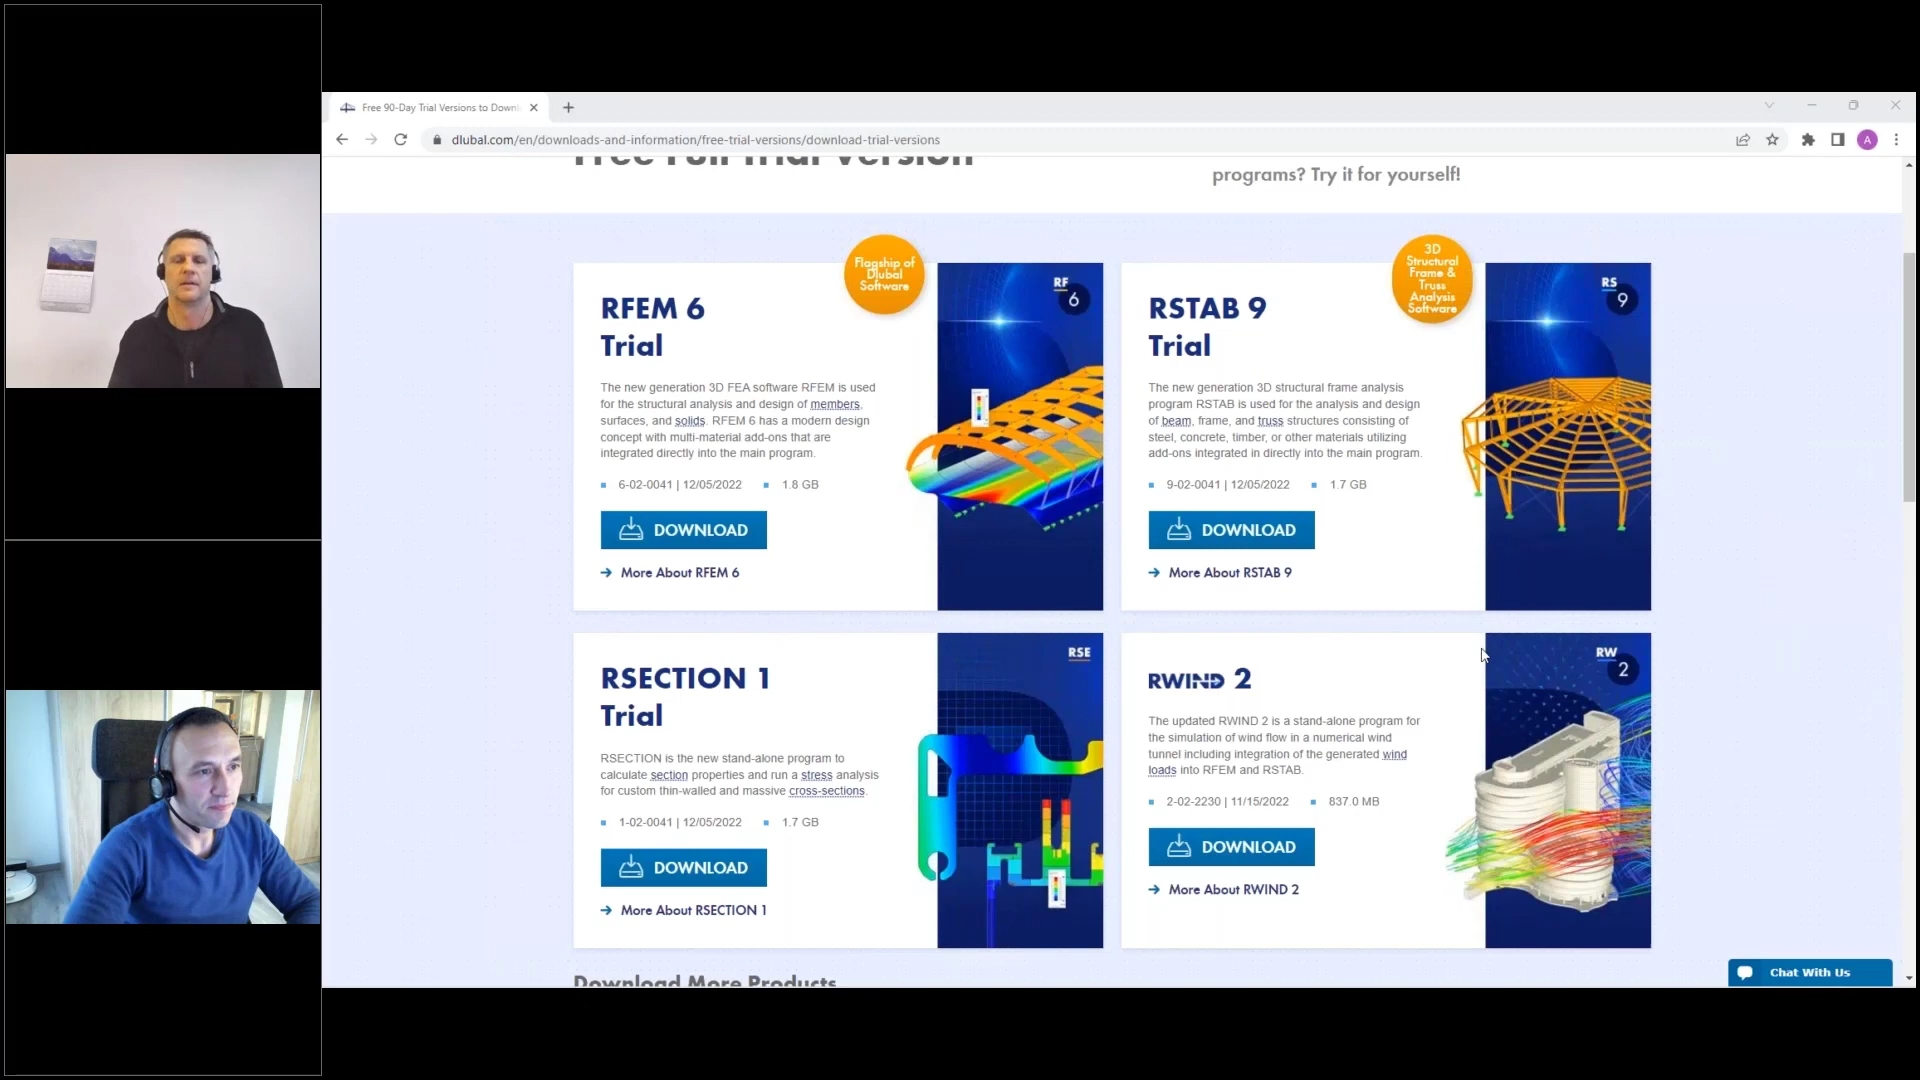 Free 90-Day Trial Versions to Downl
dlubal.com/en/downloads-and-information/free-trial-versions/download-trial-versions
A
Free Full Trial Version
programs? Try it for yourself!
Flagship of
Dlubal
Software
RF
6
RFEM 6
Trial
The new generation 3D FEA software RFEM is used
for the structural analysis and design of members,
surfaces, and solids. RFEM 6 has a modern design
concept with multi-material add-ons that are
integrated directly into the main program.
6-02-0041 | 12/05/2022
1.8 GB
DOWNLOAD
More About RFEM 6
3D
Structural
Frame &
Truss
Analysis
Software
RS
9
RSTAB 9
Trial
The new generation 3D structural frame analysis
program RSTAB is used for the analysis and design
of beam, frame, and truss structures consisting of
steel, concrete, timber, or other materials utilizing
add-ons integrated in directly into the main program.
9-02-0041 | 12/05/2022
1.7 GB
DOWNLOAD
More About RSTAB 9
RSE
RSECTION 1
Trial
RSECTION is the new stand-alone program to
calculate section properties and run a stress analysis
for custom thin-walled and massive cross-sections.
1-02-0041 | 12/05/2022
1.7 GB
DOWNLOAD
More About RSECTION 1
RW
2
RWIND 2
The updated RWIND 2 is a stand-alone program for
the simulation of wind flow in a numerical wind
tunnel including integration of the generated wind
loads into RFEM and RSTAB.
2-02-2230 | 11/15/2022
837.0 MB
DOWNLOAD
More About RWIND 2
Download More Products
Chat With Us